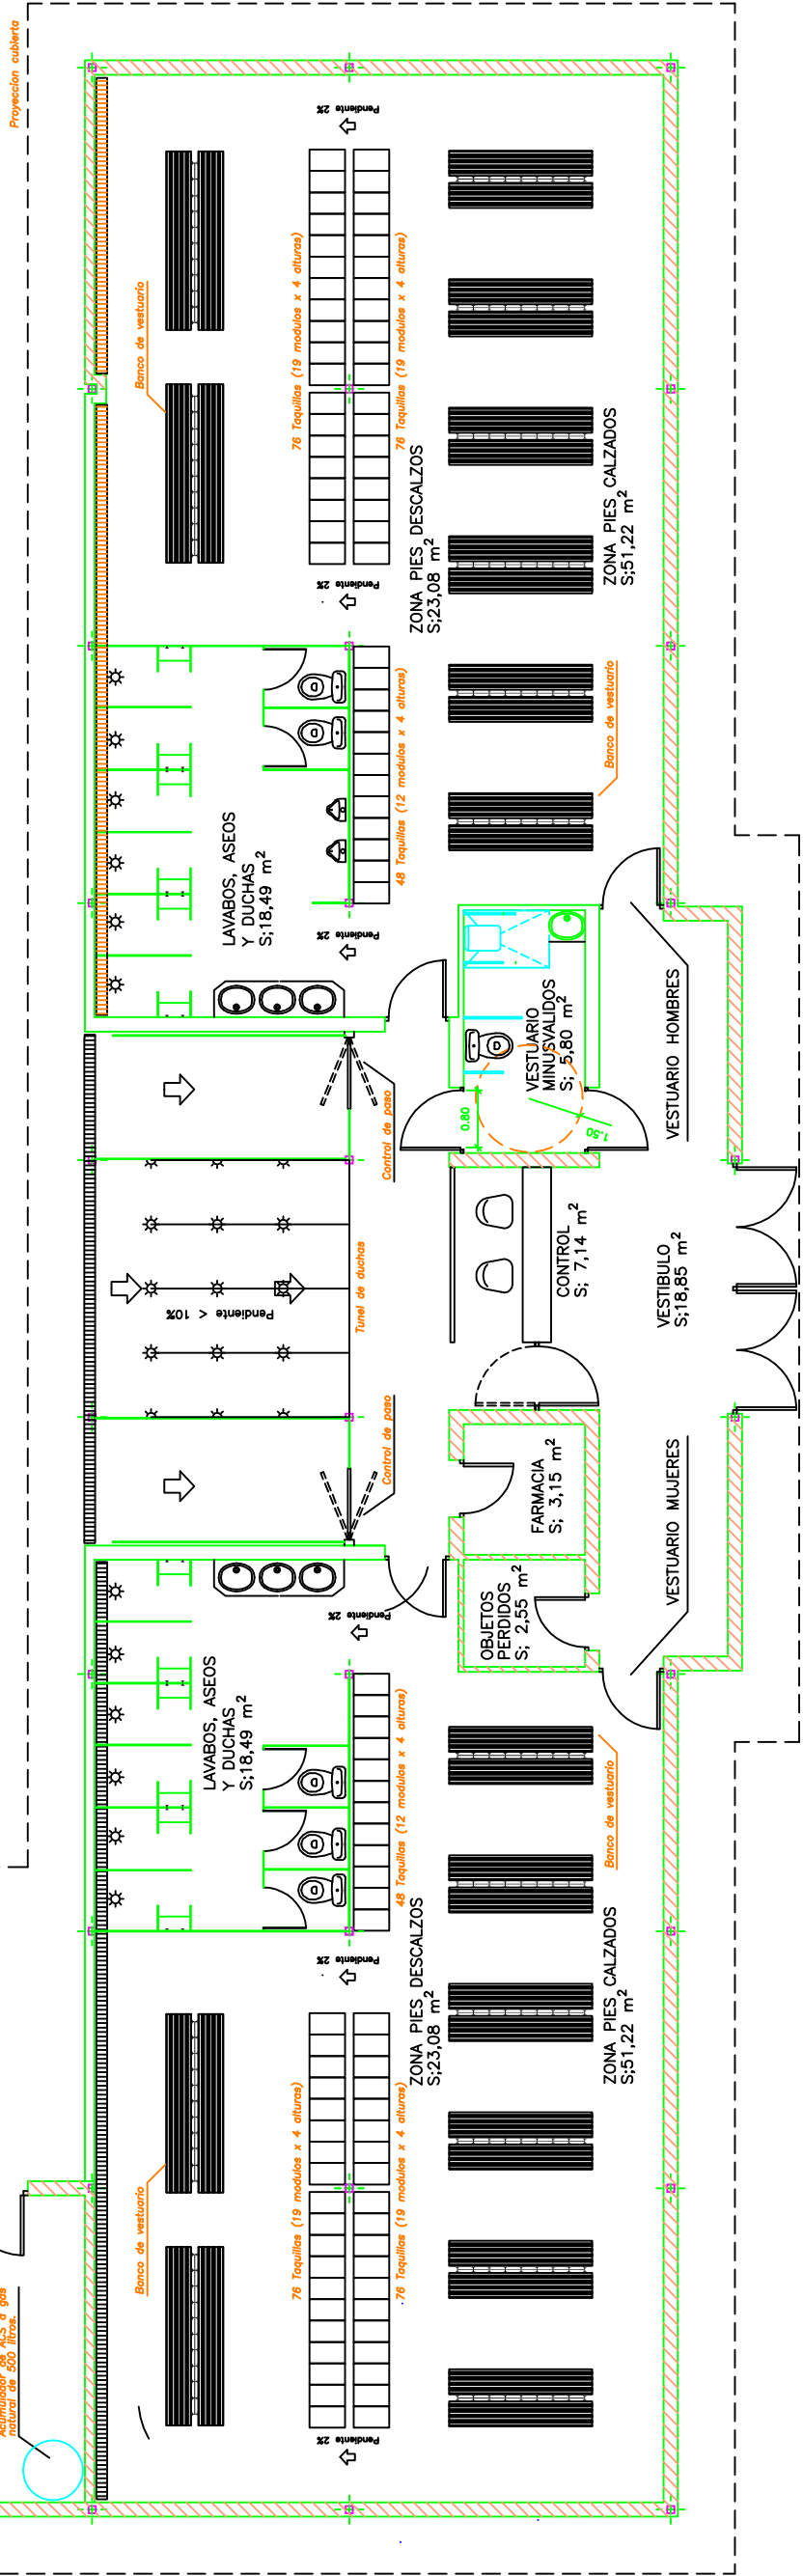 Proyeccion cubierta
Pendiente 2%
Banco de vestuario
76 Taquillas (19 modulos x 4 alturas)
76 Taquillas (19 modulos x 4 alturas)
ZONA PIES DESCALZOS
S;23,08 m²
ZONA PIES CALZADOS
S;51,22 m²
Pendiente 2%
48 Taquillas (12 modulos x 4 alturas)
Banco de vestuario
LAVABOS, ASEOS
Y DUCHAS
S;18,49 m²
Pendiente 2%
VESTUARIO
MINUSVALIDOS
S; 5,80 m²
VESTUARIO HOMBRES
0.80
1.50
Control de paso
Tunel de duchas
Pendiente < 10%
CONTROL
S; 7,14 m²
VESTIBULO
S;18,85 m²
Control de paso
FARMACIA
S; 3,15 m²
VESTUARIO MUJERES
OBJETOS
PERDIDOS
S; 2,55 m²
Pendiente 2%
LAVABOS, ASEOS
Y DUCHAS
S;18,49 m²
48 Taquillas (12 modulos x 4 alturas)
Banco de vestuario
Pendiente 2%
ZONA PIES DESCALZOS
S;23,08 m²
ZONA PIES CALZADOS
S;51,22 m²
76 Taquillas (19 modulos x 4 alturas)
76 Taquillas (19 modulos x 4 alturas)
Banco de vestuario
Acumulador de ACS a gas
natural de 500 litros.
Pendiente 2%